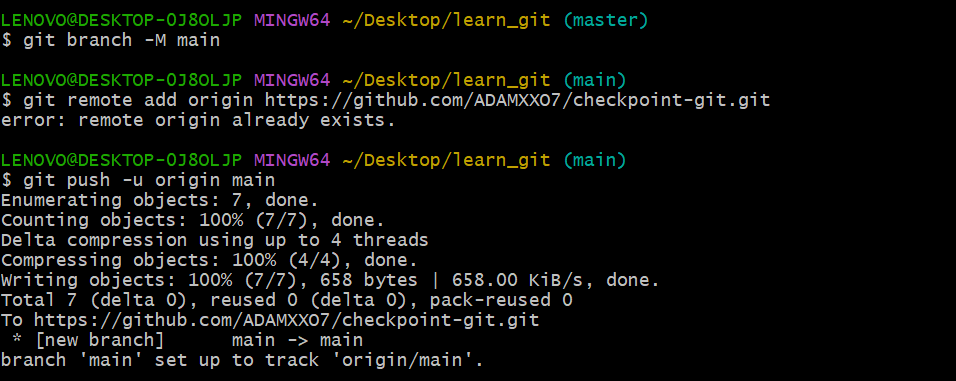 LENOVO@DESKTOP-OJ8OLJP MINGW64 ~/Desktop/learn_git (master)
$ git branch -M main
LENOVO@DESKTOP-OJ8OLJP MINGW64 ~/Desktop/learn_git (main)
$ git remote add origin https://github.com/ADAMXXO7/checkpoint-git.git
error: remote origin already exists.
LENOVO@DESKTOP-OJ8OLJP MINGW64 ~/Desktop/learn_git (main)
$ git push -u origin main
Enumerating objects: 7, done.
Counting objects: 100% (7/7), done.
Delta compression using up to 4 threads
Compressing objects: 100% (4/4), done.
Writing objects: 100% (7/7), 658 bytes | 658.00 KiB/s, done.
Total 7 (delta 0), reused 0 (delta 0), pack-reused 0
To https://github.com/ADAMXXO7/checkpoint-git.git
 * [new branch]      main -> main
branch 'main' set up to track 'origin/main'.